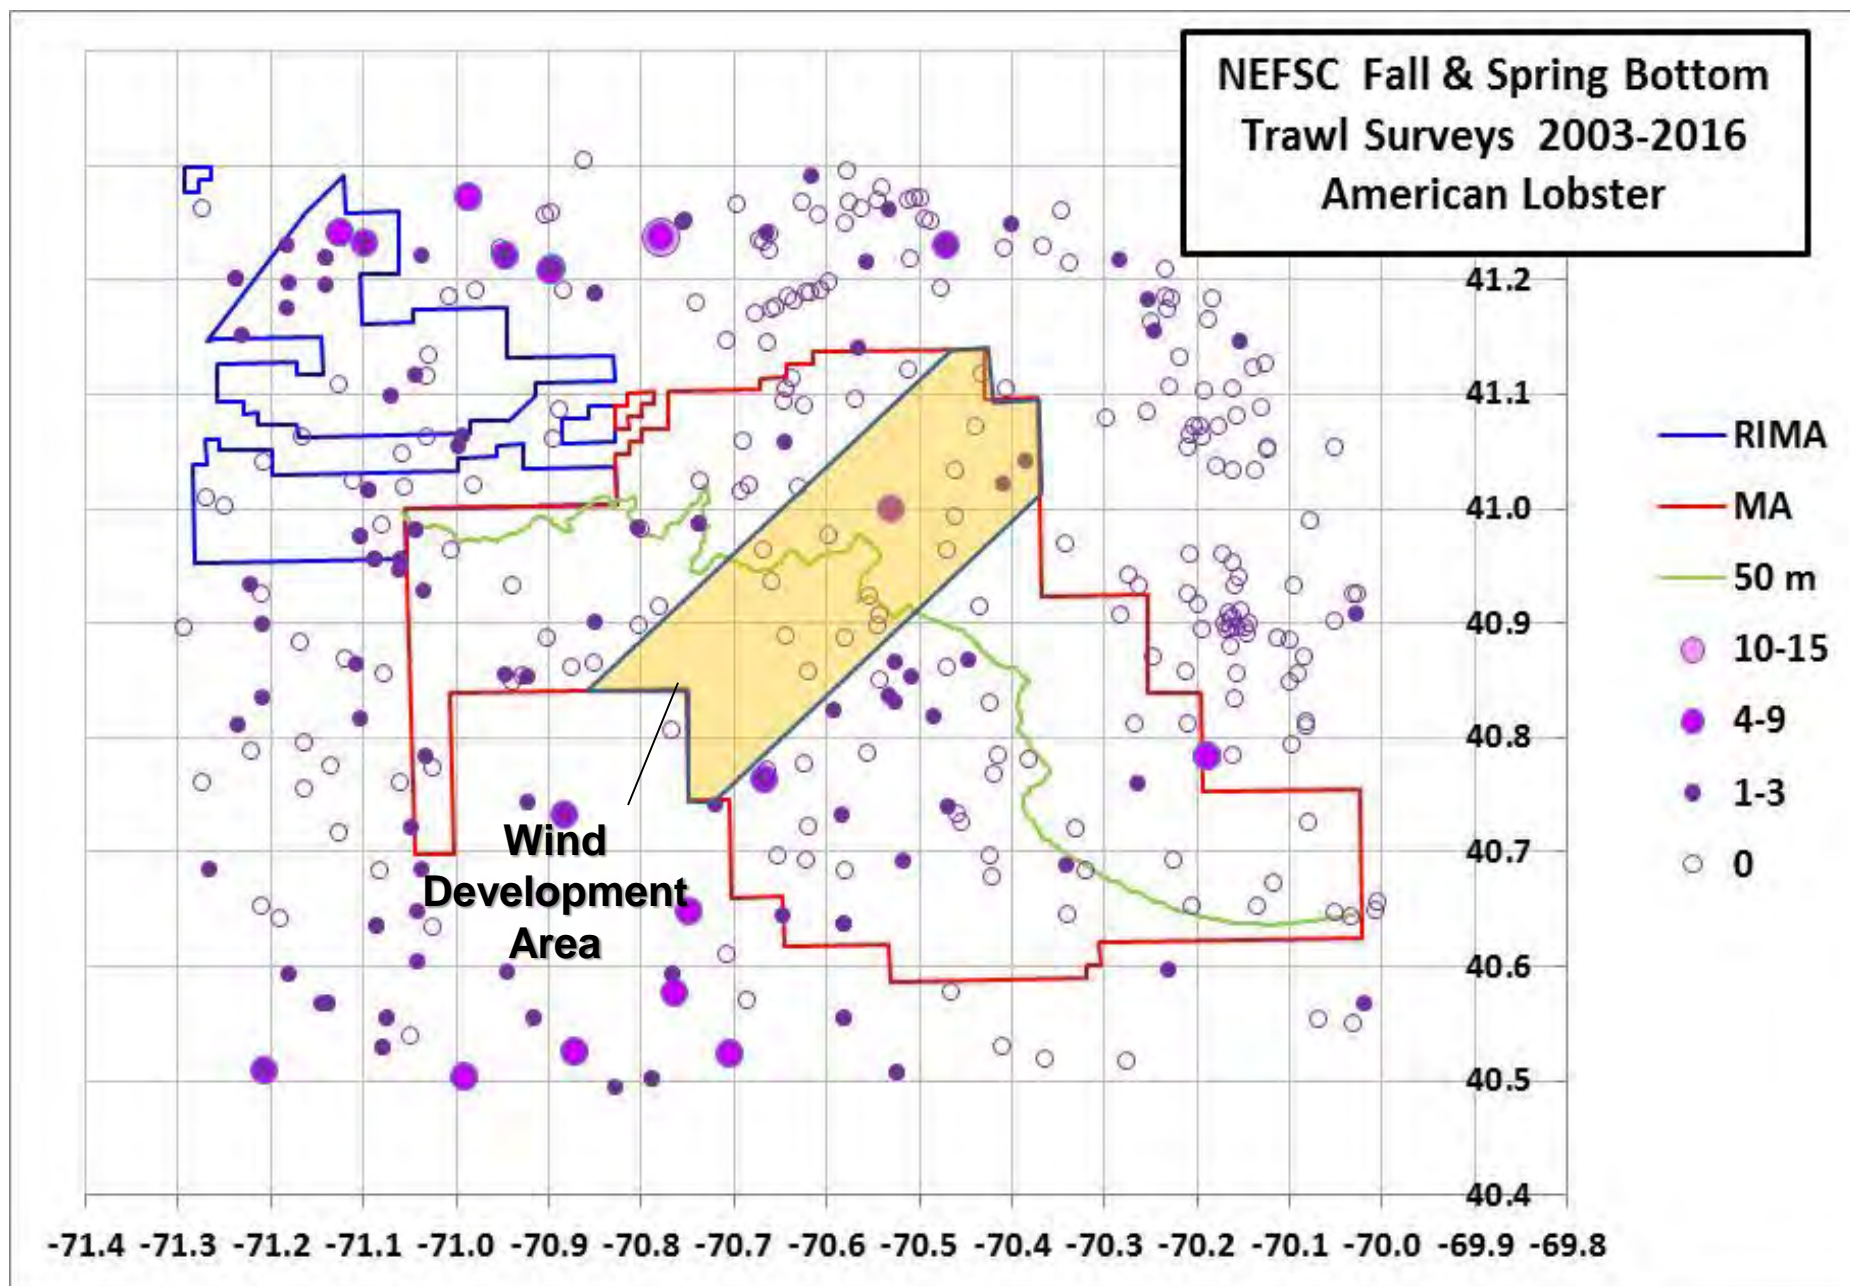 NEFSC Fall & Spring Bottom
Trawl Surveys 2003-2016
American Lobster
41.2
41.1
41.0
40.9
40.8
40.7
40.6
40.5
40.4
RIMA
MA
50 m
10-15
4-9
1-3
0
Wind
Development
Area
-71.4 -71.3 -71.2 -71.1 -71.0 -70.9 -70.8 -70.7 -70.6 -70.5 -70.4 -70.3 -70.2 -70.1 -70.0 -69.9 -69.8